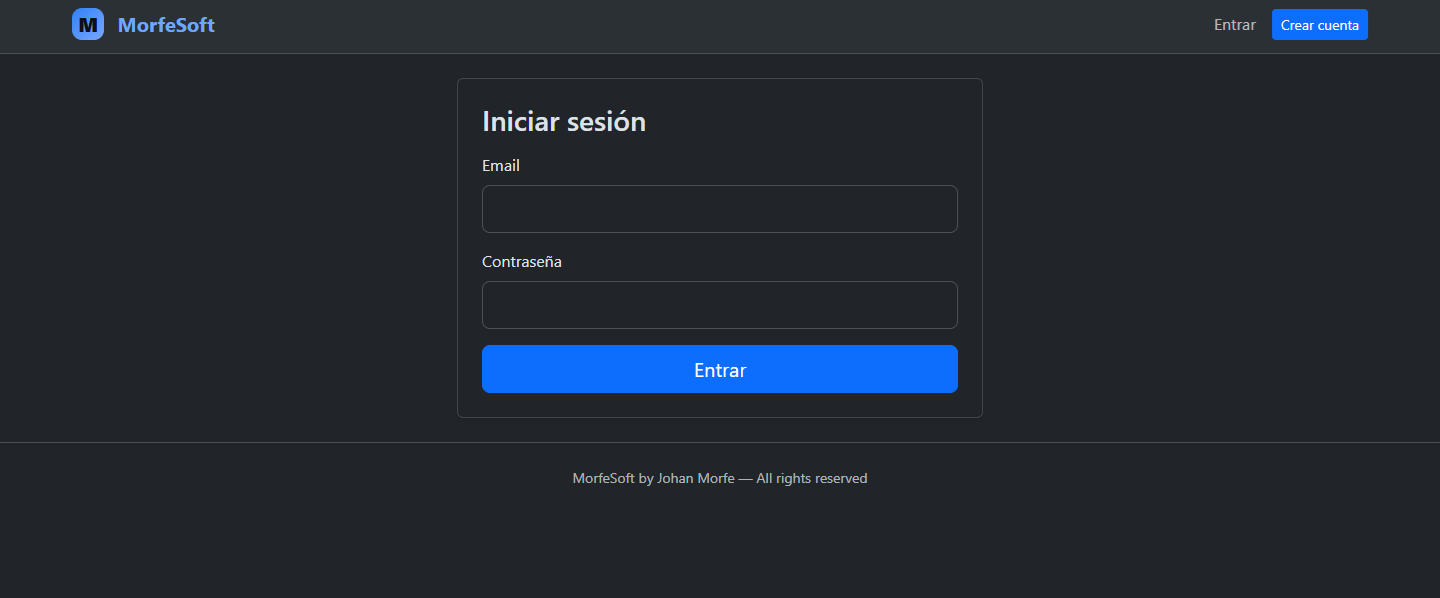 M MorfeSoft Entrar Crear cuenta
Iniciar sesión
Email
Contraseña
Entrar
MorfeSoft by Johan Morfe — All rights reserved